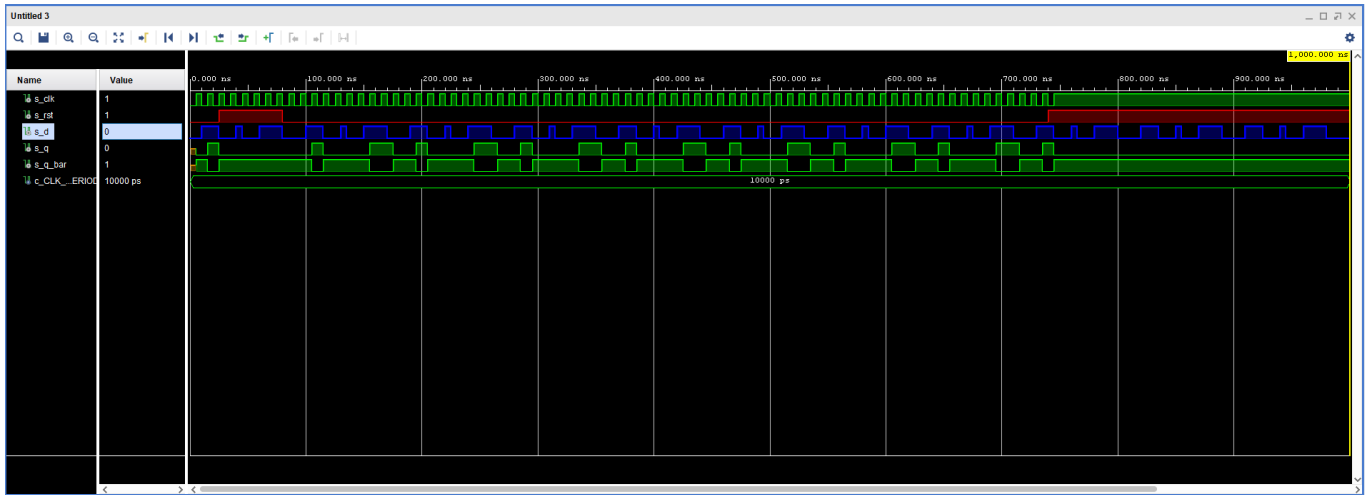 Untitled 3
1,000.000 ns
Name Value
0.000 ns 100.000 ns 200.000 ns 300.000 ns 400.000 ns 500.000 ns 600.000 ns 700.000 ns 800.000 ns 900.000 ns
s_clk 1
s_rst 1
s_d 0
s_q 0
s_q_bar 1
c_CLK_...ERIOD 10000 ps 10000 ps